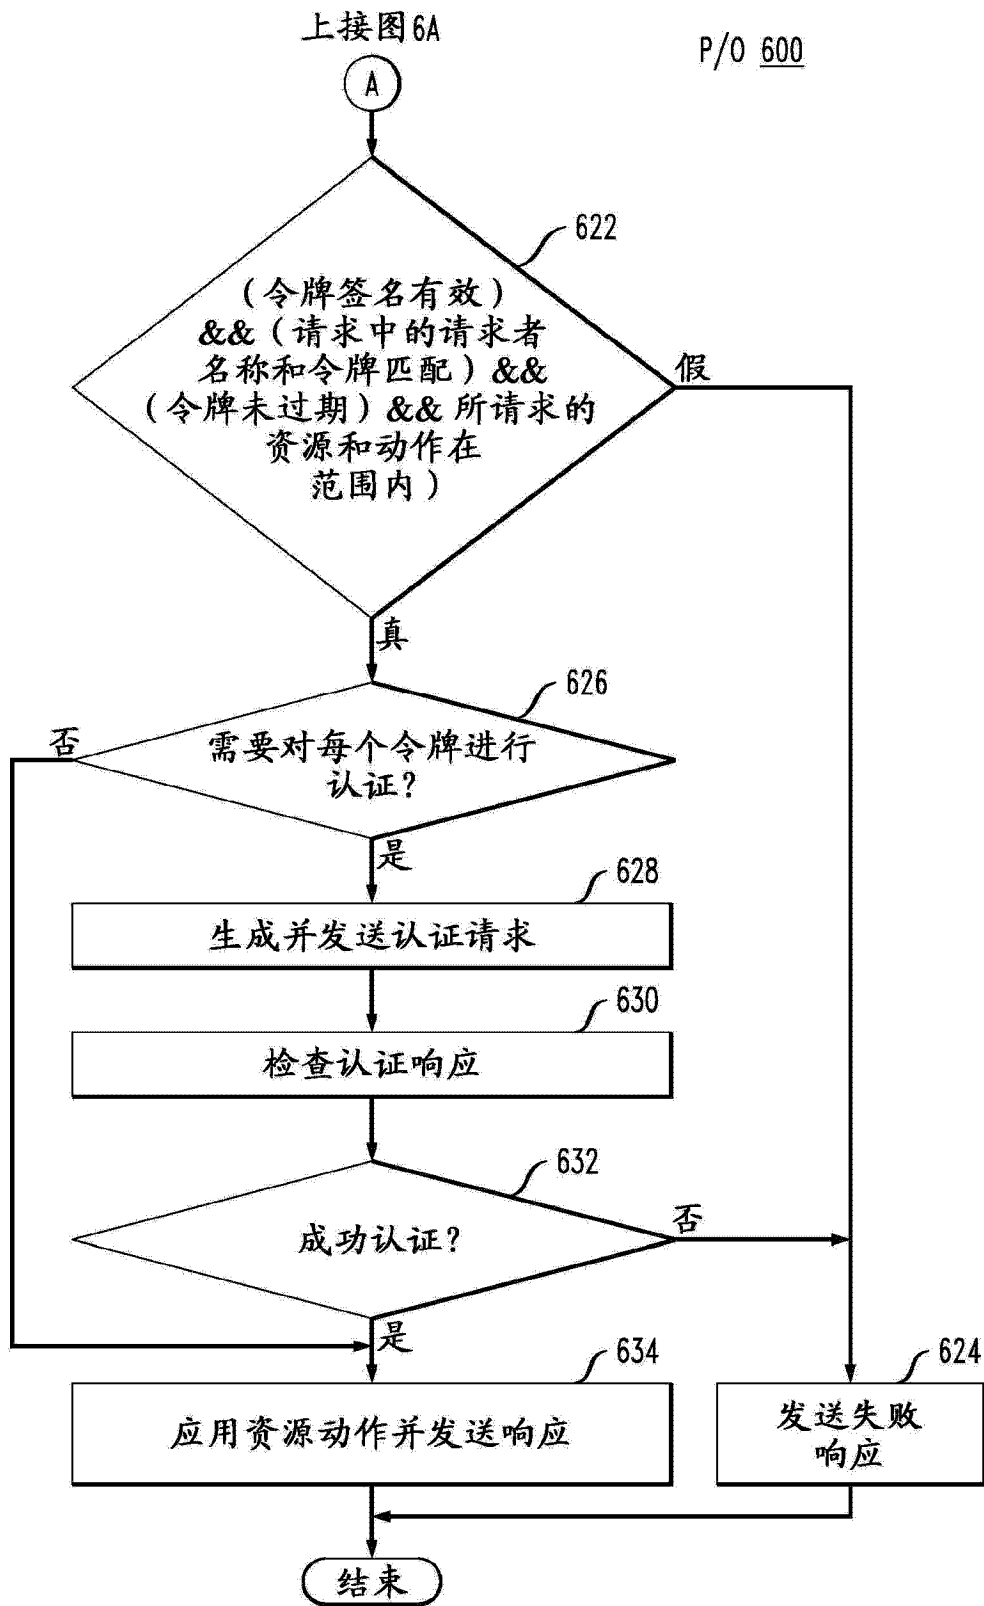 上接图6A
P/O 600
A
622
(令牌签名有效)
&&(请求中的请求者
名称和令牌匹配)&&
(令牌未过期)&&所请求的
资源和动作在
范围内)
假
真
626
否
需要对每个令牌进行
认证?
是
628
生成并发送认证请求
630
检查认证响应
632
成功认证?
否
是
634
应用资源动作并发送响应
624
发送失败
响应
结束